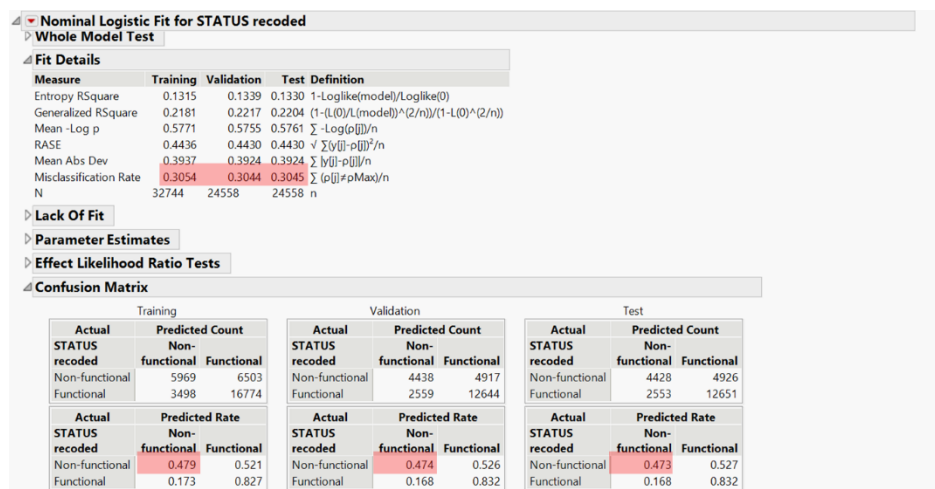 Nominal Logistic Fit for STATUS recoded
Whole Model Test
Fit Details
Measure Training Validation Test Definition
Entropy RSquare 0.1315 0.1339 0.1330 1-Loglike(model)/Loglike(0)
Generalized RSquare 0.2181 0.2217 0.2204 (1-(L(0)/L(model))^(2/n))/(1-L(0)^(2/n))
Mean -Log p 0.5771 0.5755 0.5761 ∑ -Log(ρ[j])/n
RASE 0.4436 0.4430 0.4430 √ ∑(y[j]-ρ[j])²/n
Mean Abs Dev 0.3937 0.3924 0.3924 ∑ |y[j]-ρ[j]|/n
Misclassification Rate 0.3054 0.3044 0.3045 ∑ (ρ[j]≠ρMax)/n
N 32744 24558 24558 n
Lack Of Fit
Parameter Estimates
Effect Likelihood Ratio Tests
Confusion Matrix
Training Validation Test
Actual Predicted Count Actual Predicted Count Actual Predicted Count
STATUS Non- STATUS Non- STATUS Non-
recoded functional Functional recoded functional Functional recoded functional Functional
Non-functional 5969 6503 Non-functional 4438 4917 Non-functional 4428 4926
Functional 3498 16774 Functional 2559 12644 Functional 2553 12651
Actual Predicted Rate Actual Predicted Rate Actual Predicted Rate
STATUS Non- STATUS Non- STATUS Non-
recoded functional Functional recoded functional Functional recoded functional Functional
Non-functional 0.479 0.521 Non-functional 0.474 0.526 Non-functional 0.473 0.527
Functional 0.173 0.827 Functional 0.168 0.832 Functional 0.168 0.832